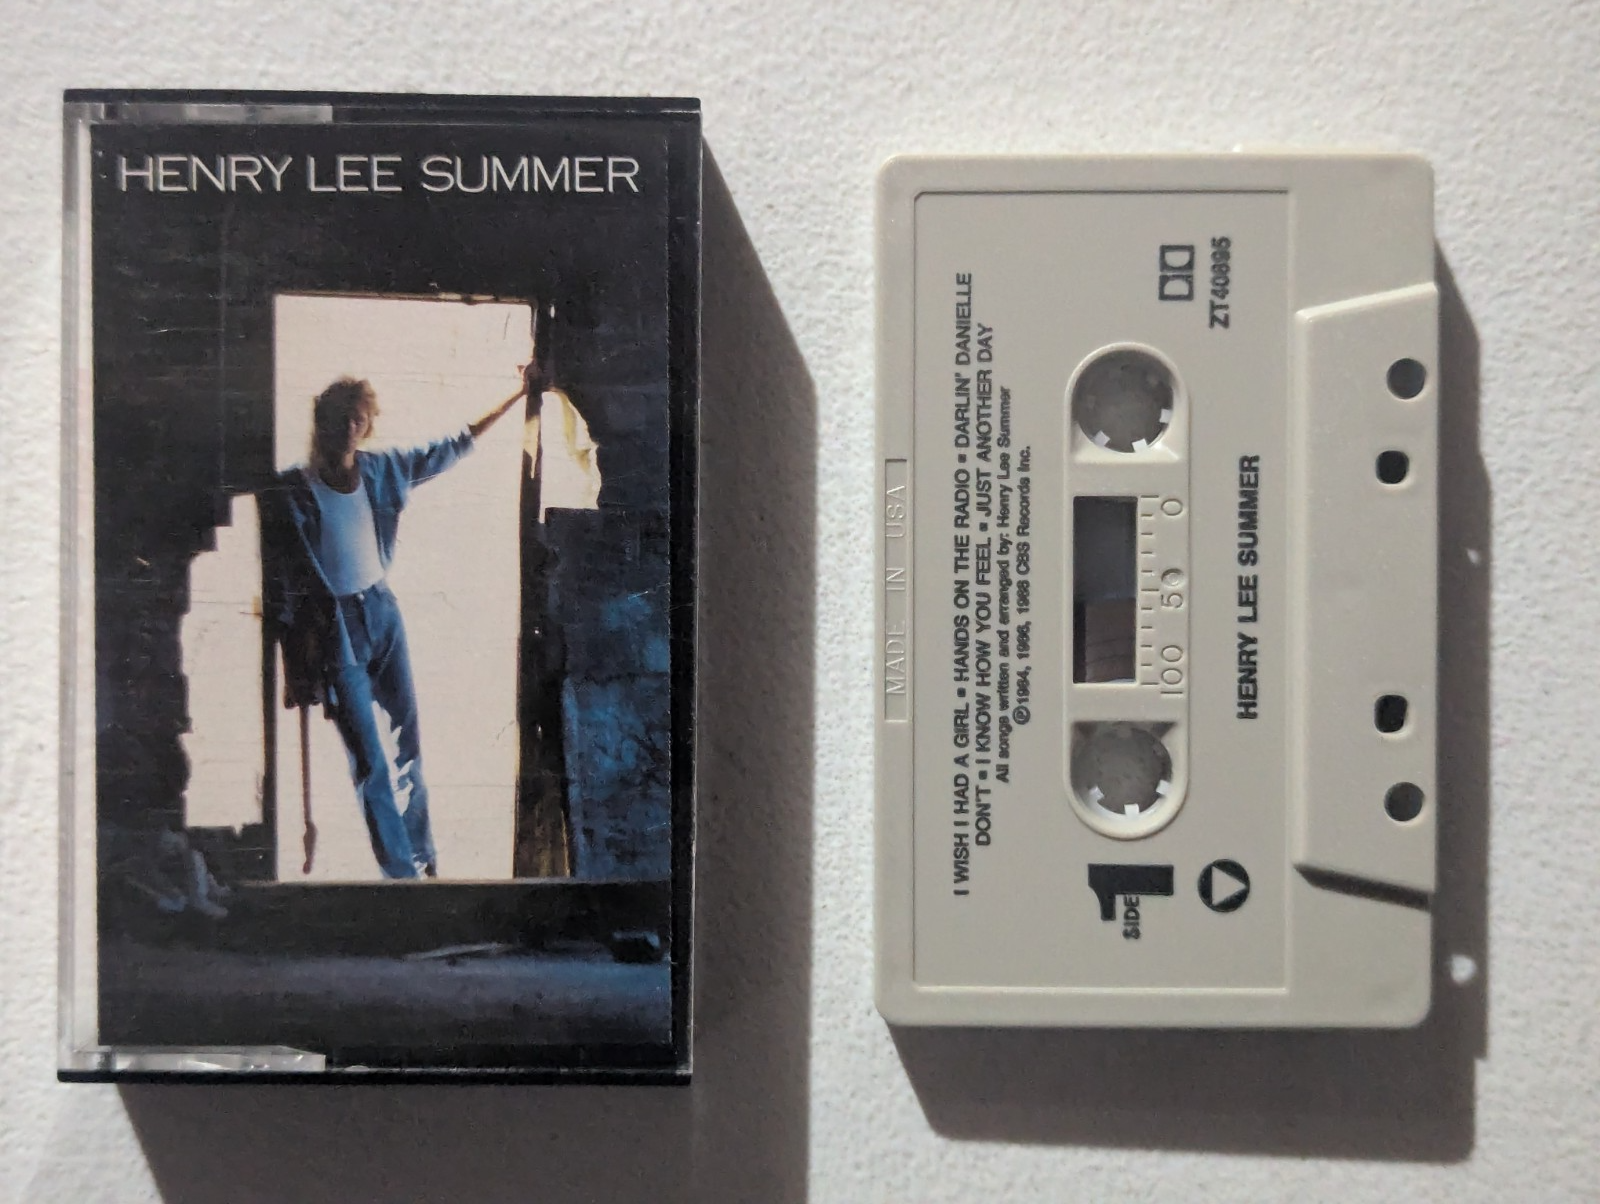 HENRY LEE SUMMER
MADE IN USA
I WISH I HAD A GIRL ▪ HANDS ON THE RADIO ▪ DARLIN' DANIELLE
DON'T ▪ I KNOW HOW YOU FEEL ▪ JUST ANOTHER DAY
All songs written and arranged by: Henry Lee Summer
℗1984, 1986, 1988 CBS Records Inc.
100 50 0
SIDE 1
ZT40895
HENRY LEE SUMMER